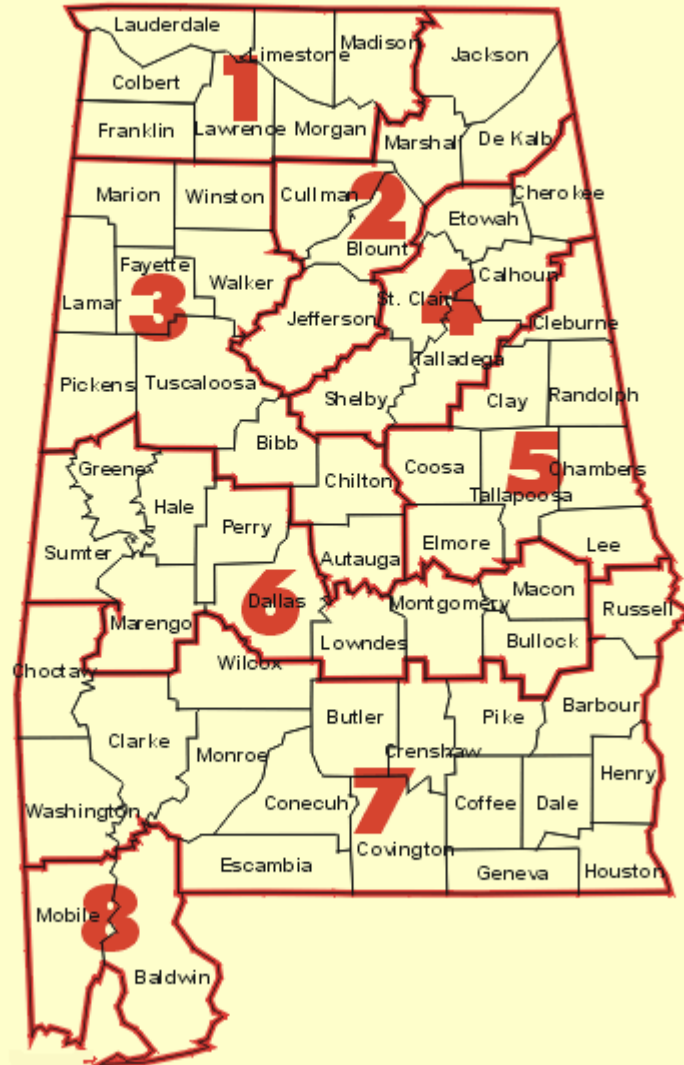 Lauderdale
Limestone
Madison
Jackson
Colbert
1
Franklin
Lawrence
Morgan
Marshall
De Kalb
Marion
Winston
Cullman
2
Cherokee
Etowah
Blount
Fayette
Walker
Calhoun
Lamar
3
St. Clair
4
Jefferson
Cleburne
Talladega
Pickens
Tuscaloosa
Shelby
Clay
Randolph
Bibb
Greene
Chilton
Coosa
5
Chambers
Tallapoosa
Hale
Perry
Sumter
Autauga
Elmore
Lee
Marengo
6
Dallas
Montgomery
Macon
Russell
Lowndes
Bullock
Choctaw
Wilcox
Clarke
Butler
Pike
Barbour
Monroe
Crenshaw
Washington
Conecuh
7
Coffee
Dale
Henry
Covington
Escambia
Geneva
Houston
Mobile
8
Baldwin